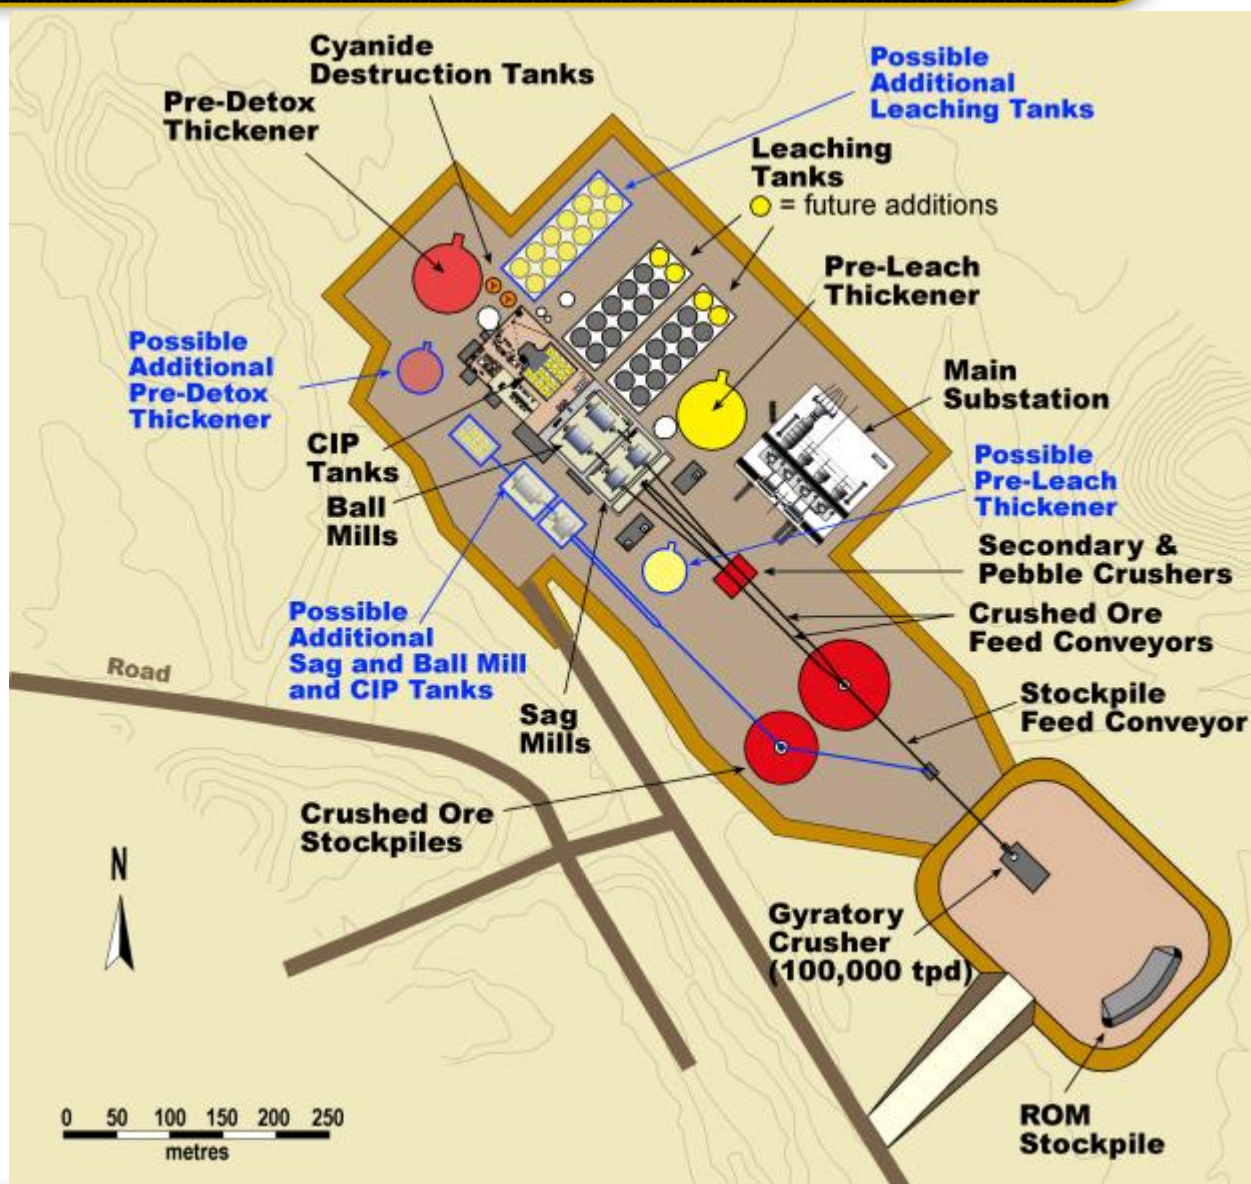 Cyanide
Destruction Tanks
Possible
Additional
Leaching Tanks
Pre-Detox
Thickener
Leaching
Tanks
= future additions
Pre-Leach
Thickener
Possible
Additional
Pre-Detox
Thickener
Main
Substation
CIP
Tanks
Possible
Pre-Leach
Thickener
Ball
Mills
Secondary &
Pebble Crushers
Possible
Additional
Sag and Ball Mill
and CIP Tanks
Crushed Ore
Feed Conveyors
Road
Sag
Mills
Stockpile
Feed Conveyor
Crushed Ore
Stockpiles
N
Gyratory
Crusher
(100,000 tpd)
0 50 100 150 200 250
metres
ROM
Stockpile